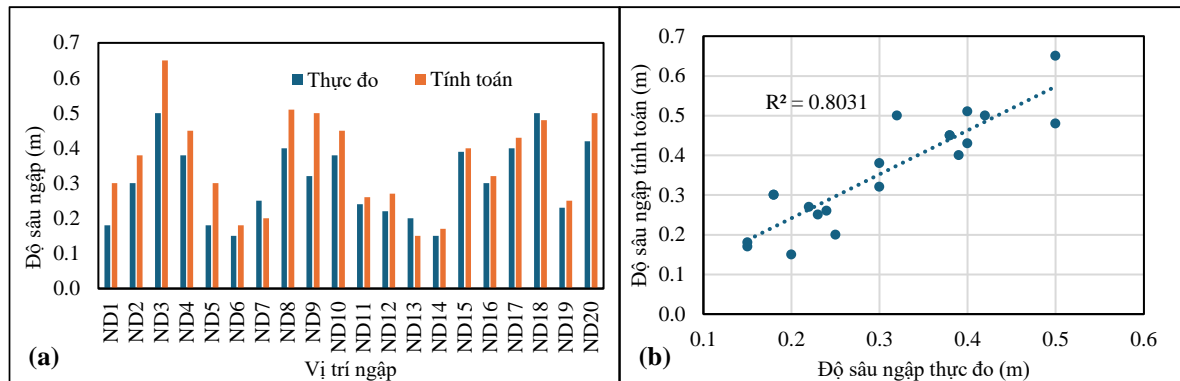 0.7
0.6
0.5
0.4
0.3
0.2
0.1
0.0
Độ sâu ngập (m)
Thực đo
Tính toán
ND1
ND2
ND3
ND4
ND5
ND6
ND7
ND8
ND9
ND10
ND11
ND12
ND13
ND14
ND15
ND16
ND17
ND18
ND19
ND20
(a)
Vị trí ngập
0.7
0.6
0.5
0.4
0.3
0.2
0.1
0.0
Độ sâu ngập tính toán (m)
R² = 0.8031
0.1 0.2 0.3 0.4 0.5 0.6
(b)
Độ sâu ngập thực đo (m)